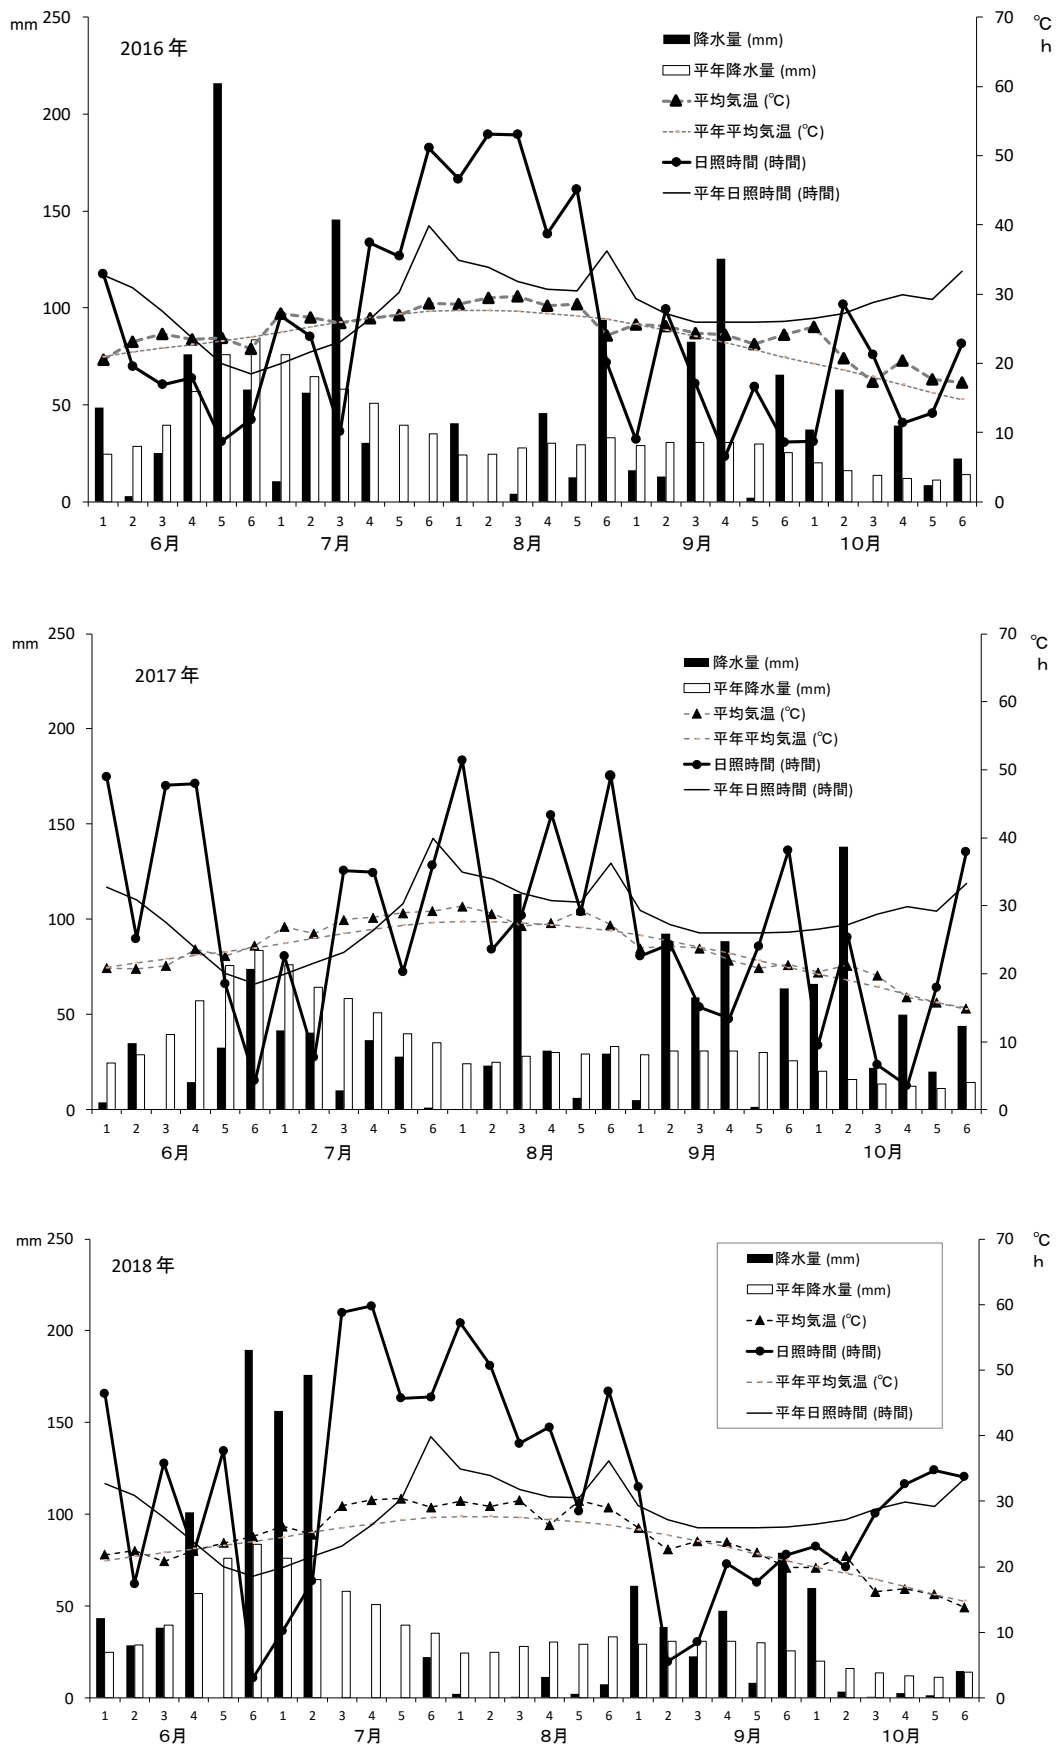 mm 250 70 ℃
h
2016 年
降水量 (mm)
平年降水量 (mm)
平均気温 (℃)
平年平均気温 (℃)
日照時間 (時間)
平年日照時間 (時間)
200 60
50
150 40
100 30
20
50 10
0 0
1 2 3 4 5 6 1 2 3 4 5 6 1 2 3 4 5 6 1 2 3 4 5 6 1 2 3 4 5 6
6月 7月 8月 9月 10月
mm 250 70 ℃
h
2017 年
降水量 (mm)
平年降水量 (mm)
平均気温 (℃)
平年平均気温 (℃)
日照時間 (時間)
平年日照時間 (時間)
200 60
50
150 40
100 30
20
50 10
0 0
1 2 3 4 5 6 1 2 3 4 5 6 1 2 3 4 5 6 1 2 3 4 5 6 1 2 3 4 5 6
6月 7月 8月 9月 10月
mm 250 70 ℃
h
2018 年
降水量 (mm)
平年降水量 (mm)
平均気温 (℃)
日照時間 (時間)
平年平均気温 (℃)
平年日照時間 (時間)
200 60
50
150 40
100 30
20
50 10
0 0
1 2 3 4 5 6 1 2 3 4 5 6 1 2 3 4 5 6 1 2 3 4 5 6 1 2 3 4 5 6
6月 7月 8月 9月 10月